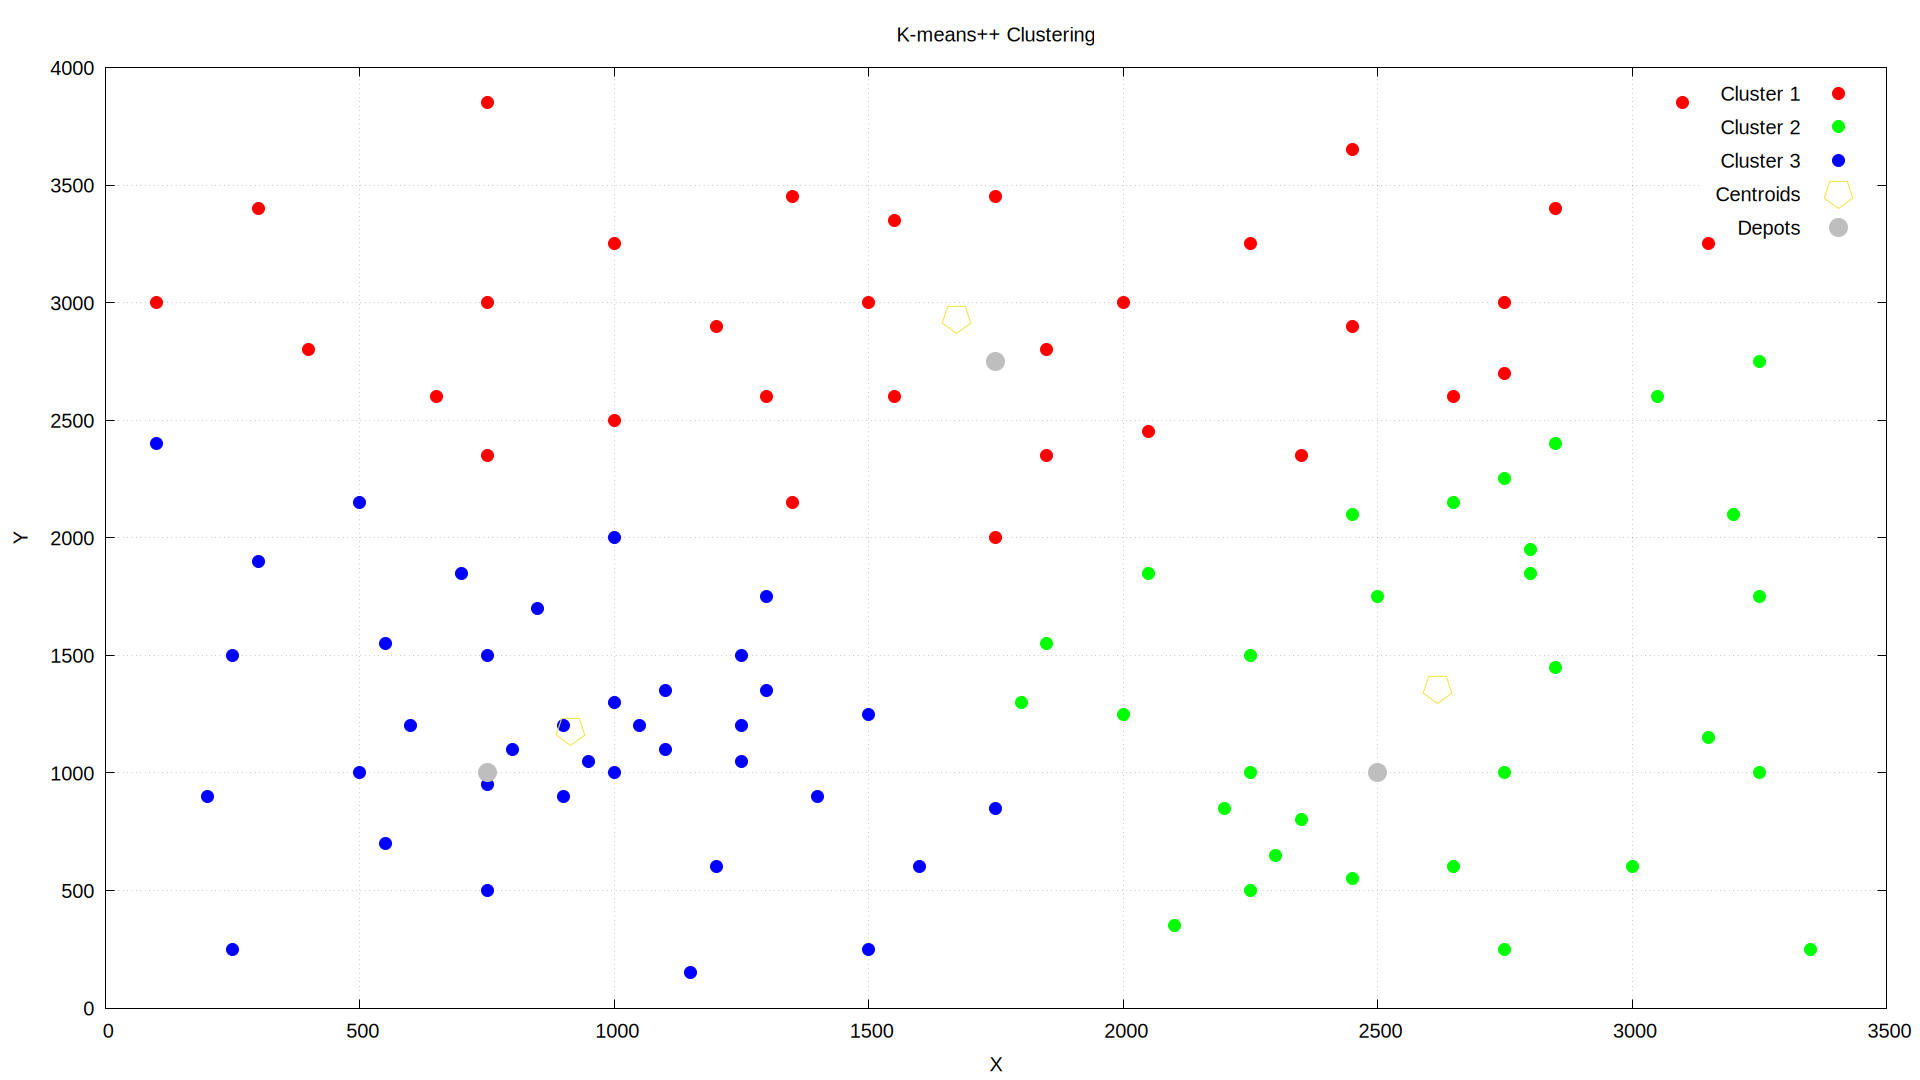 K-means++ Clustering
4000
3500
3000
2500
2000
1500
1000
500
0
0 500 1000 1500 2000 2500 3000 3500
X
Y
Cluster 1
Cluster 2
Cluster 3
Centroids
Depots